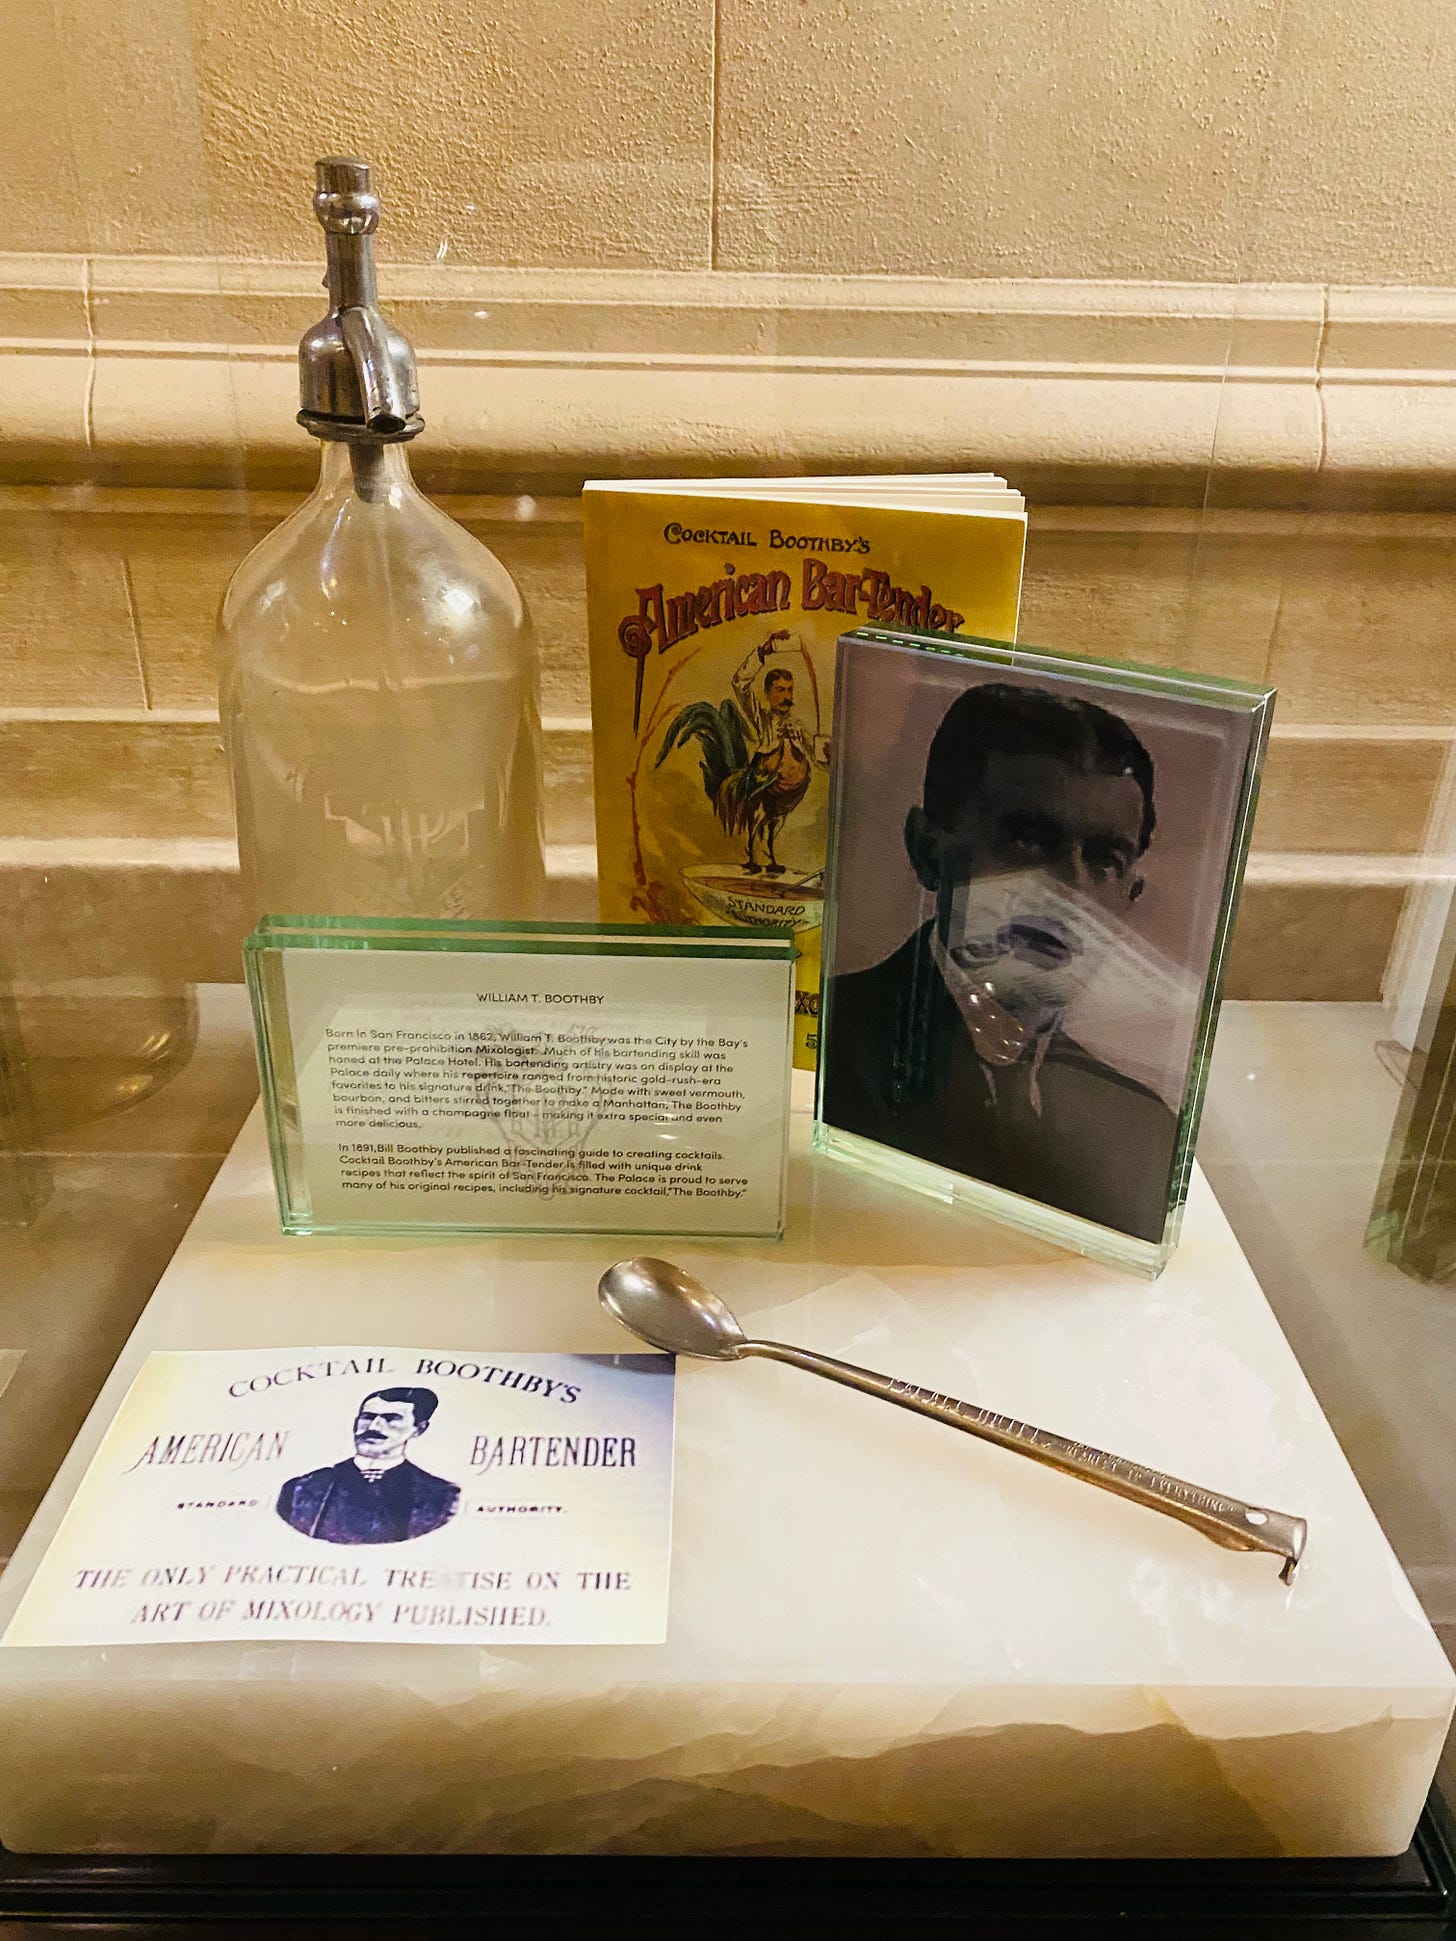 COCKTAIL BOOTHBY'S
American Bar-Tender
STANDARD
AUTHORITY
WILLIAM T. BOOTHBY
Born in San Francisco in 1862, William T. Boothby was the City by the Bay's
premiere pre-prohibition Mixologist. Much of his bartending skill was
honed at the Palace Hotel. His bartending artistry was on display at the
Palace daily where his repertoire ranged from historic gold-rush-era
favorites to his signature drink, "The Boothby." Made with sweet vermouth,
bourbon, and bitters stirred together to make a Manhattan, The Boothby
is finished with a champagne float – making it extra special and even
more delicious.
In 1891, Bill Boothby published a fascinating guide to creating cocktails.
Cocktail Boothby's American Bar-Tender is filled with unique drink
recipes that reflect the spirit of San Francisco. The Palace is proud to serve
many of his original recipes, including his signature cocktail, "The Boothby."
COCKTAIL BOOTHBY'S
AMERICAN BARTENDER
STANDARD AUTHORITY.
THE ONLY PRACTICAL TREATISE ON THE
ART OF MIXOLOGY PUBLISHED.